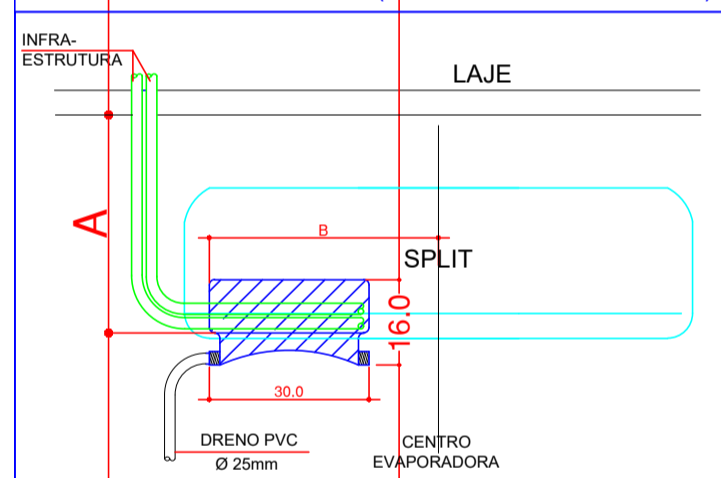 INFRA-
ESTRUTURA
LAJE
A
B
SPLIT
16.0
30.0
DRENO PVC
Ø 25mm
CENTRO
EVAPORADORA